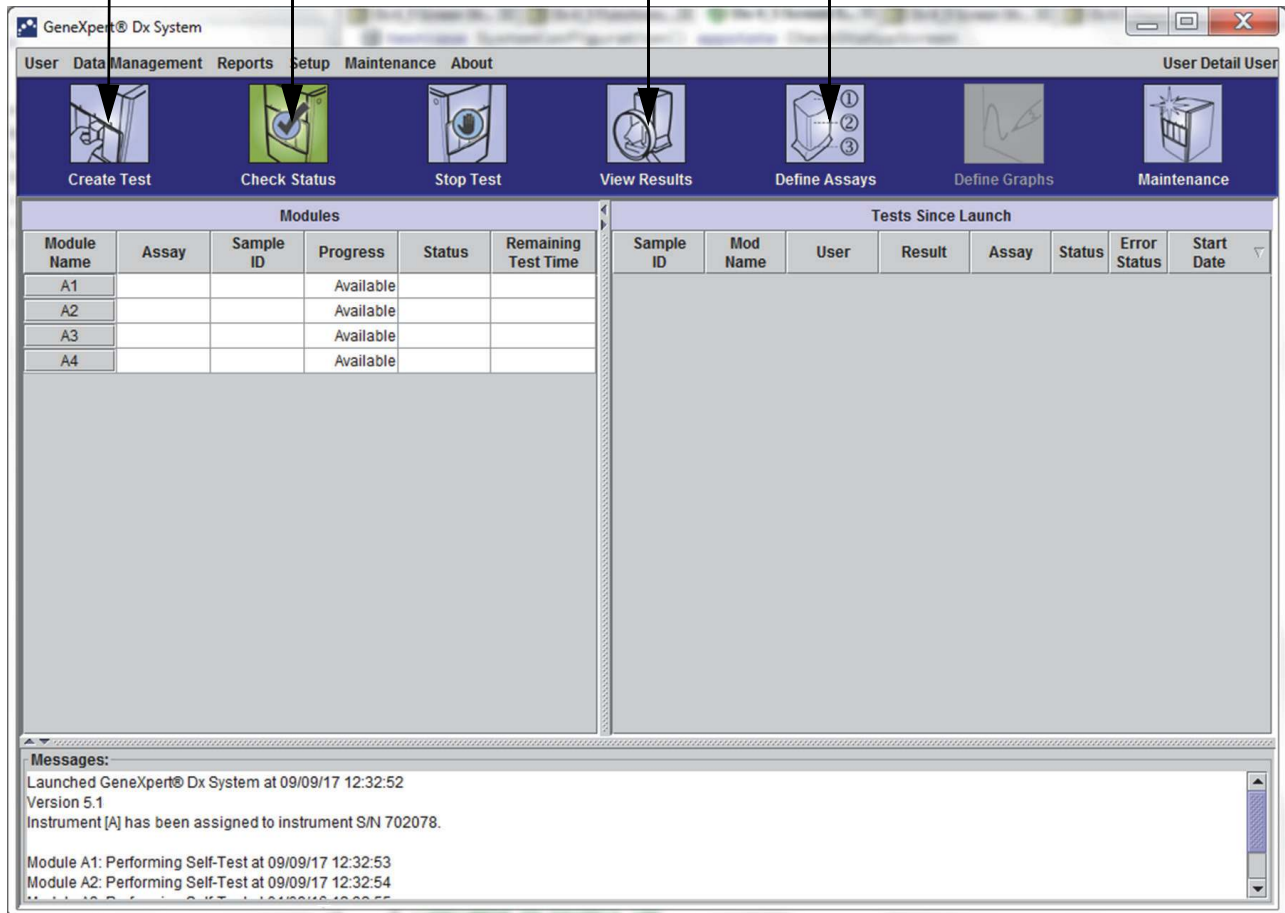 GeneXpert® Dx System
User Data Management Reports Setup Maintenance About User Detail User
① ② ③
Create Test Check Status Stop Test View Results Define Assays Define Graphs Maintenance
Modules Tests Since Launch
Module Name Assay Sample ID Progress Status Remaining Test Time Sample ID Mod Name User Result Assay Status Error Status Start Date
A1 Available
A2 Available
A3 Available
A4 Available
Messages:
Launched GeneXpert® Dx System at 09/09/17 12:32:52
Version 5.1
Instrument [A] has been assigned to instrument S/N 702078.
Module A1: Performing Self-Test at 09/09/17 12:32:53
Module A2: Performing Self-Test at 09/09/17 12:32:54